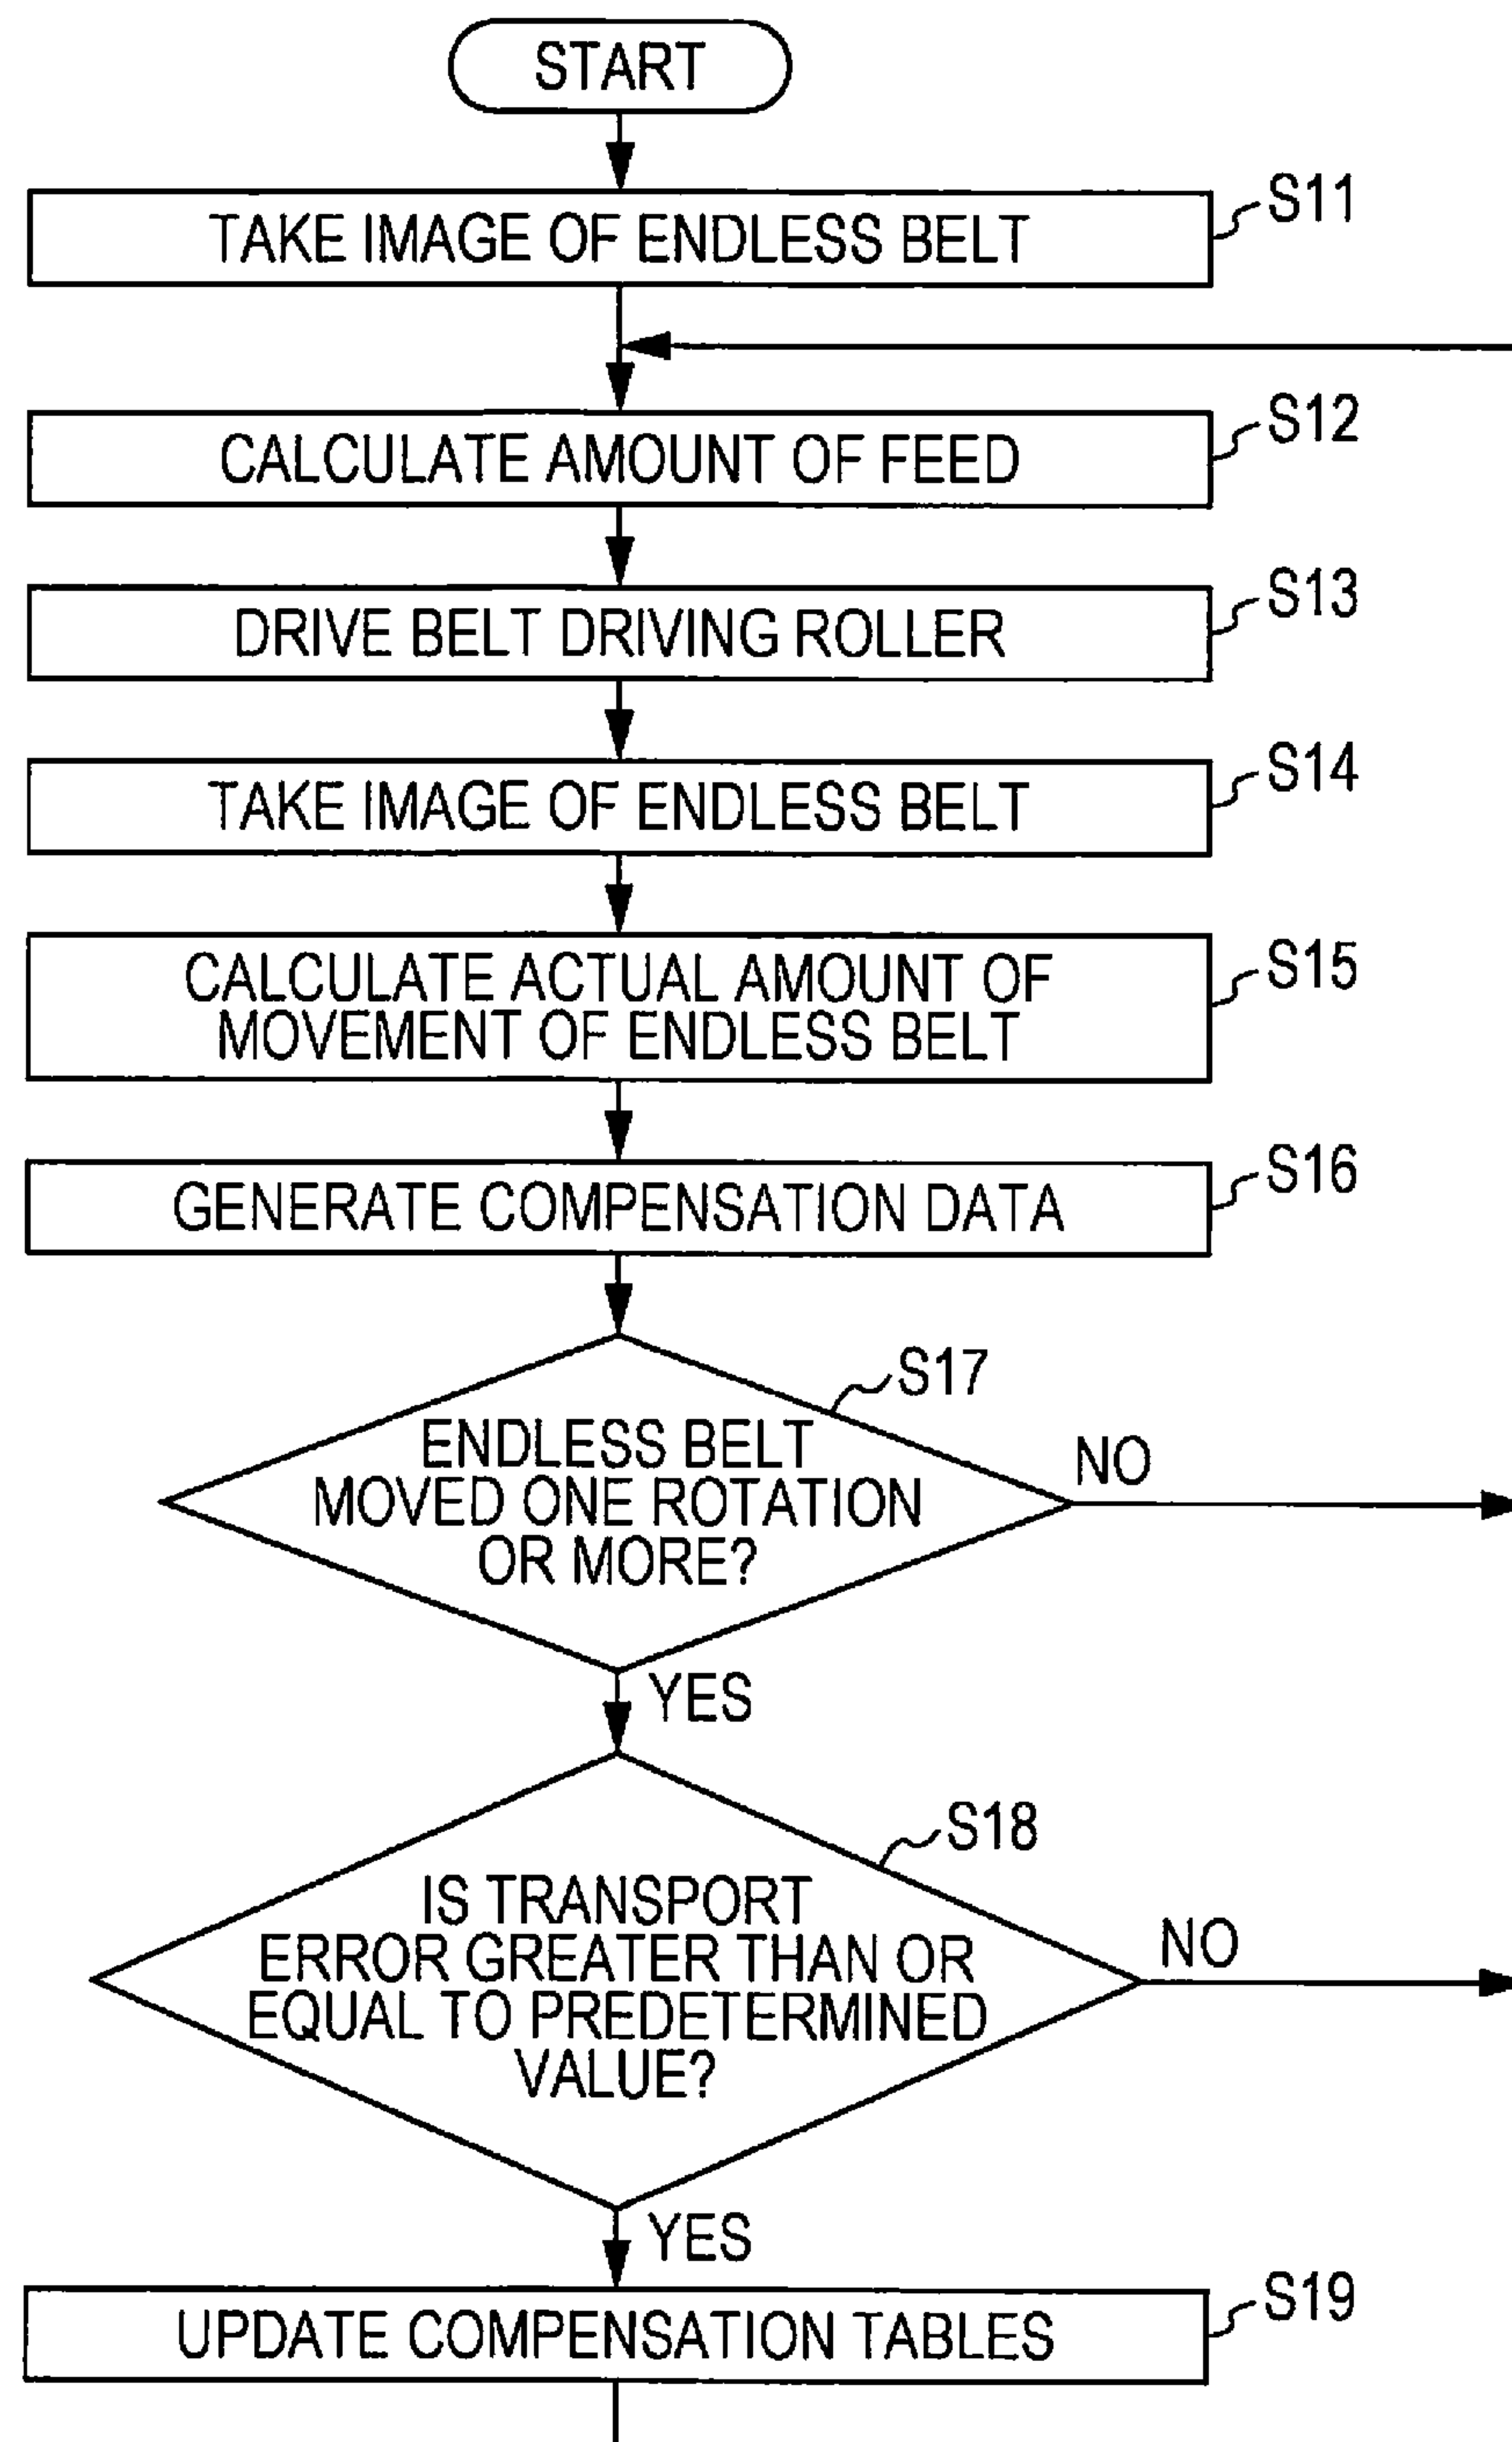 START
TAKE IMAGE OF ENDLESS BELT
S11
CALCULATE AMOUNT OF FEED
S12
DRIVE BELT DRIVING ROLLER
S13
TAKE IMAGE OF ENDLESS BELT
S14
CALCULATE ACTUAL AMOUNT OF
MOVEMENT OF ENDLESS BELT
S15
GENERATE COMPENSATION DATA
S16
S17
ENDLESS BELT
MOVED ONE ROTATION
OR MORE?
NO
YES
S18
IS TRANSPORT
ERROR GREATER THAN OR
EQUAL TO PREDETERMINED
VALUE?
NO
YES
UPDATE COMPENSATION TABLES
S19